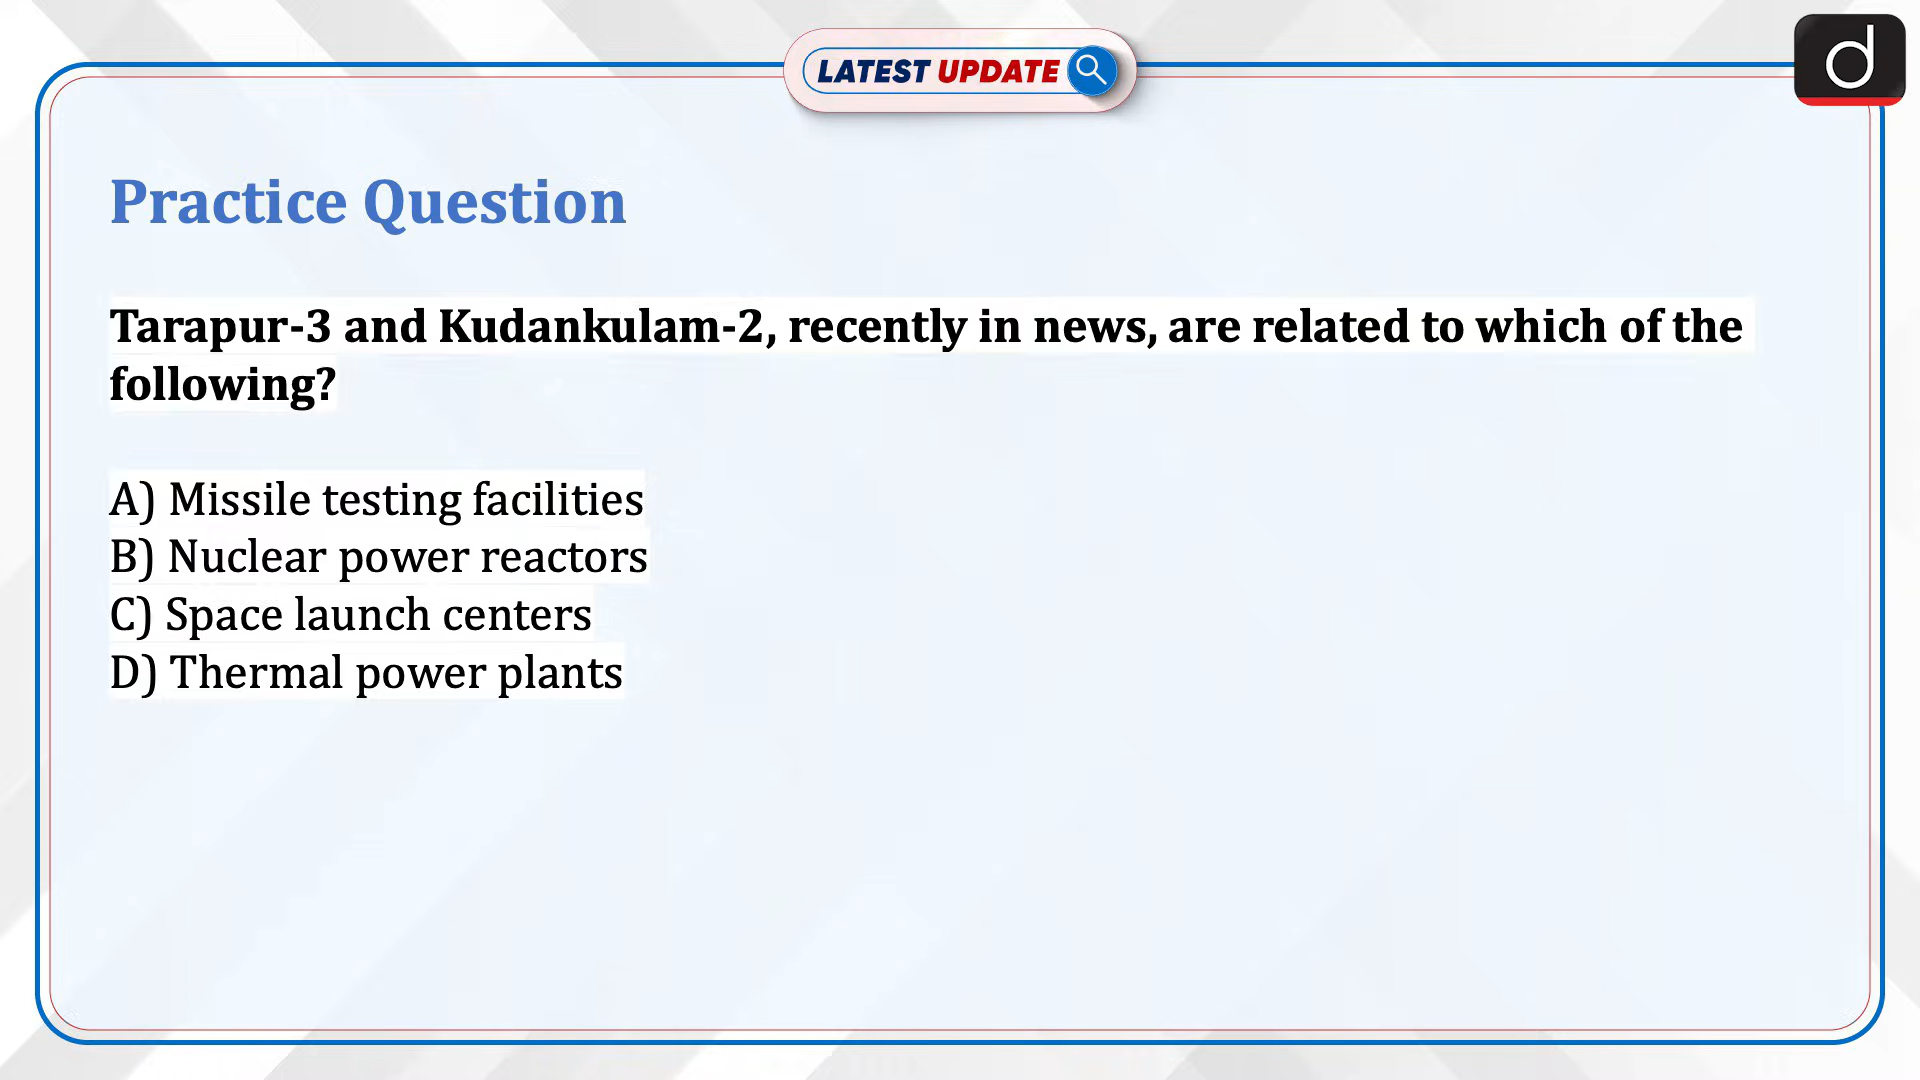 LATEST UPDATE
d
Practice Question
Tarapur-3 and Kudankulam-2, recently in news, are related to which of the
following?
A) Missile testing facilities
B) Nuclear power reactors
C) Space launch centers
D) Thermal power plants